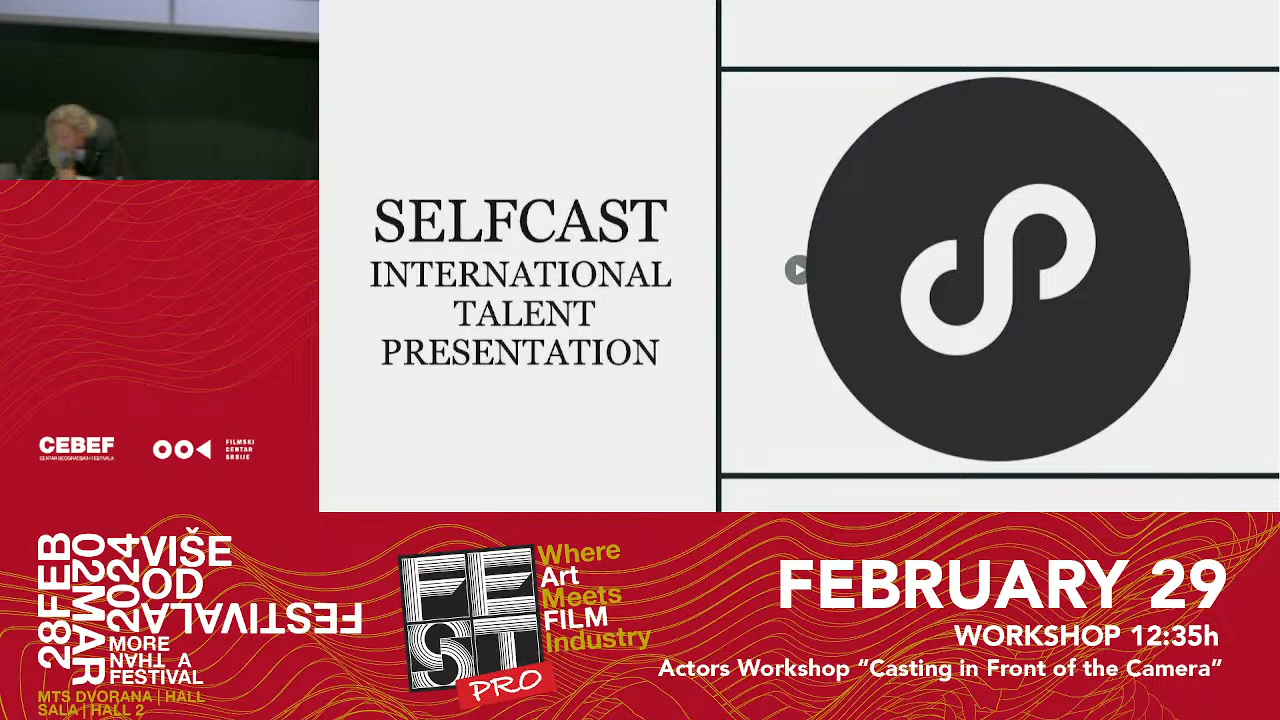 SELFCAST
INTERNATIONAL
TALENT
PRESENTATION
CEBEF
CENTAR BEOGRADSKIH FESTIVALA
FILMSKI
CENTAR
SRBIJE
28FEB
02MAR
2024
VIŠE
OD
FESTIVALA
MORE
THAN A
FESTIVAL
MTS DVORANA | HALL
SALA | HALL 2
FEST
PRO
Where
Art
Meets
FILM
Industry
FEBRUARY 29
WORKSHOP 12:35h
Actors Workshop “Casting in Front of the Camera”